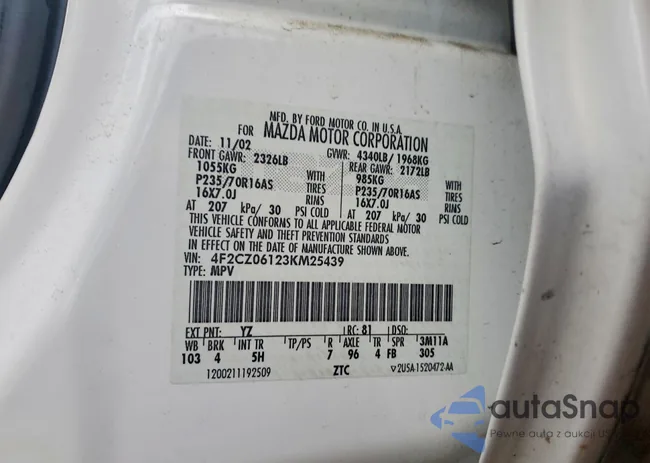 MFD. BY FORD MOTOR CO. IN U.S.A.
FOR MAZDA MOTOR CORPORATION
DATE: 11/02 GVWR: 4340LB/1968KG
FRONT GAWR: 2326LB REAR GAWR: 2172LB
1055KG WITH 985KG WITH
P235/70R16AS TIRES P235/70R16AS TIRES
16X7.0J RIMS 16X7.0J RIMS
AT 207 kPa/ 30 PSI COLD AT 207 kPa/ 30 PSI COLD
THIS VEHICLE CONFORMS TO ALL APPLICABLE FEDERAL MOTOR
VEHICLE SAFETY AND THEFT PREVENTION STANDARDS
IN EFFECT ON THE DATE OF MANUFACTURE SHOWN ABOVE.
VIN: 4F2CZ06123KM25439
TYPE: MPV
EXT PNT: YZ RC: 81 DSO:
WB BRK INT TR TP/PS R AXLE TR SPR 3M11A
103 4 5H 7 96 4 FB 305
1200211192509 ZTC 2USA-1520472-AA
autaSnap
Pewne auta z aukcji